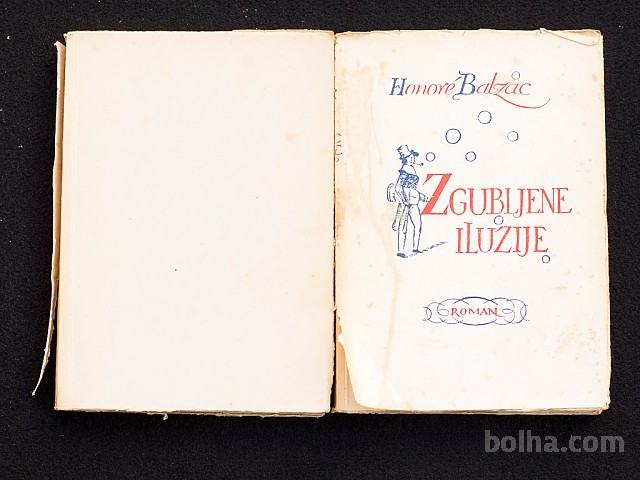 Honoré Balzac
ZGUBLJENE
ILUZIJE
ROMAN
bolha.com